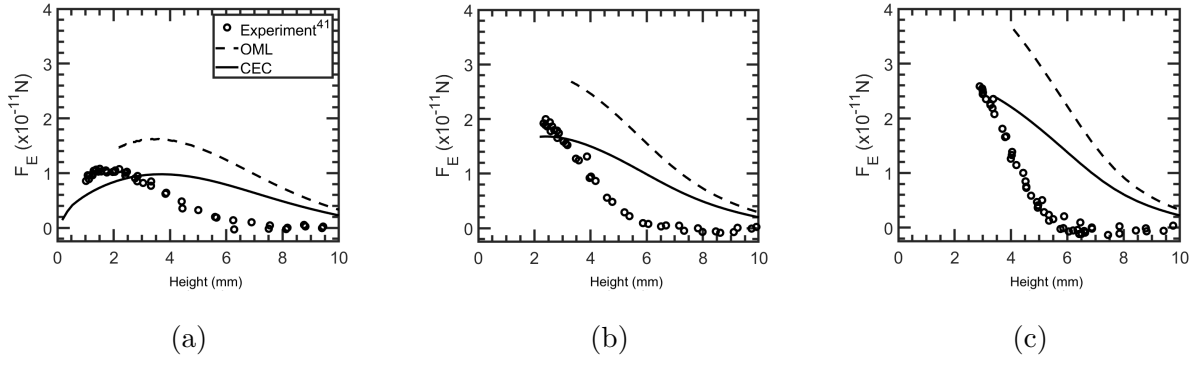 4
3
2
1
0
F_E (x10^-11 N)
0 2 4 6 8 10
Height (mm)
Experiment^41
OML
CEC
(a)
4
3
2
1
0
F_E (x10^-11 N)
0 2 4 6 8 10
Height (mm)
(b)
4
3
2
1
0
F_E (x10^-11 N)
0 2 4 6 8 10
Height (mm)
(c)